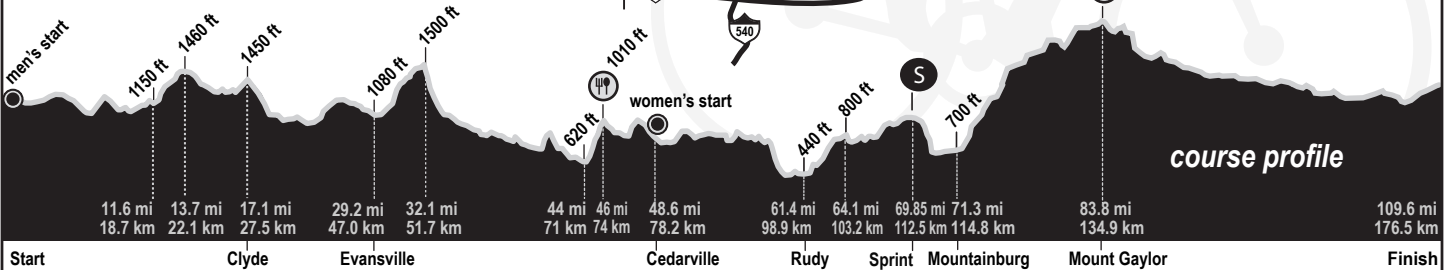 540
men's start
1150 ft
1460 ft
1450 ft
1080 ft
1500 ft
620 ft
1010 ft
women's start
440 ft
800 ft
S
700 ft
course profile
11.6 mi 13.7 mi 17.1 mi 29.2 mi 32.1 mi 44 mi 46 mi 48.6 mi 61.4 mi 64.1 mi 69.85 mi 71.3 mi 83.8 mi 109.6 mi
18.7 km 22.1 km 27.5 km 47.0 km 51.7 km 71 km 74 km 78.2 km 98.9 km 103.2 km 112.5 km 114.8 km 134.9 km 176.5 km
Start Clyde Evansville Cedarville Rudy Sprint Mountainburg Mount Gaylor Finish